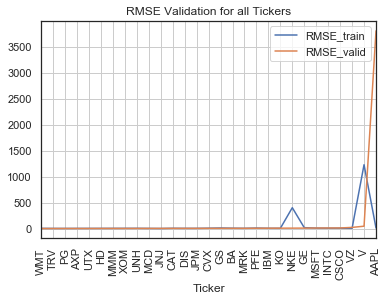 RMSE Validation for all Tickers
RMSE_train
RMSE_valid
3500
3000
2500
2000
1500
1000
500
0
WMT
TRV
PG
AXP
UTX
HD
MMM
XOM
UNH
MCD
JNJ
CAT
DIS
JPM
CVX
GS
BA
MRK
PFE
IBM
KO
NKE
GE
MSFT
INTC
CSCO
VZ
V
AAPL
Ticker